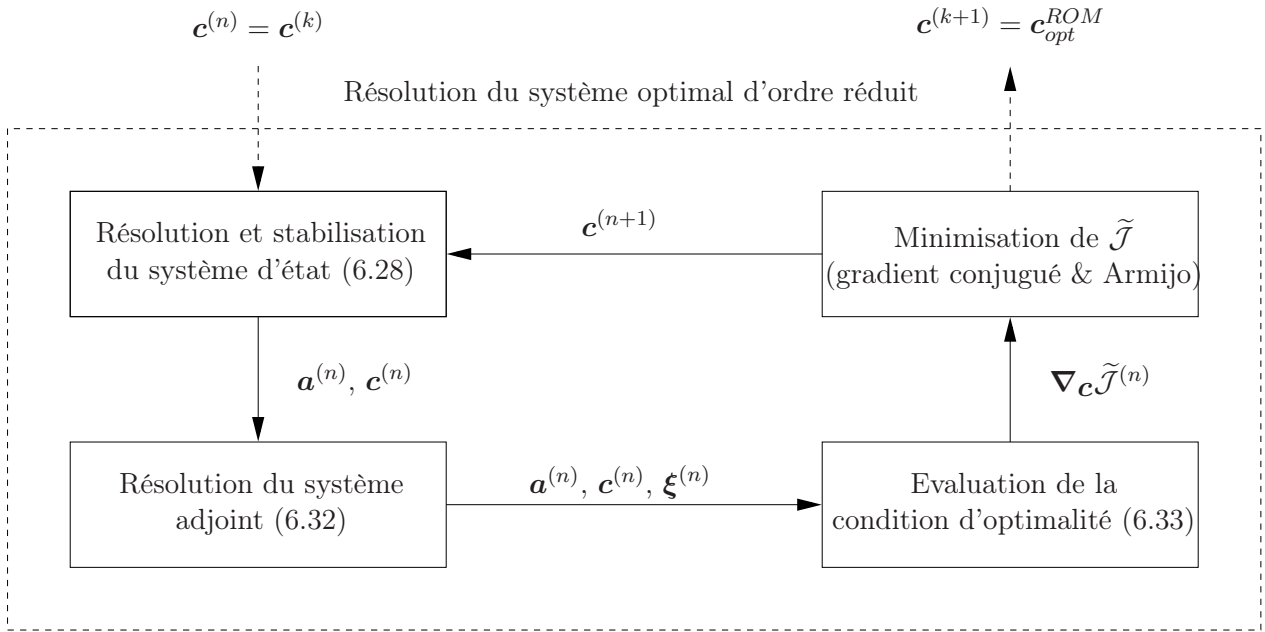 c^{(n)} = c^{(k)}
c^{(k+1)} = c_{opt}^{ROM}
Résolution du système optimal d'ordre réduit
Résolution et stabilisation
du système d'état (6.28)
c^{(n+1)}
Minimisation de \widetilde{\mathcal{J}}
(gradient conjugué & Armijo)
a^{(n)}, c^{(n)}
∇_c \widetilde{\mathcal{J}}^{(n)}
Résolution du système
adjoint (6.32)
a^{(n)}, c^{(n)}, ξ^{(n)}
Evaluation de la
condition d'optimalité (6.33)